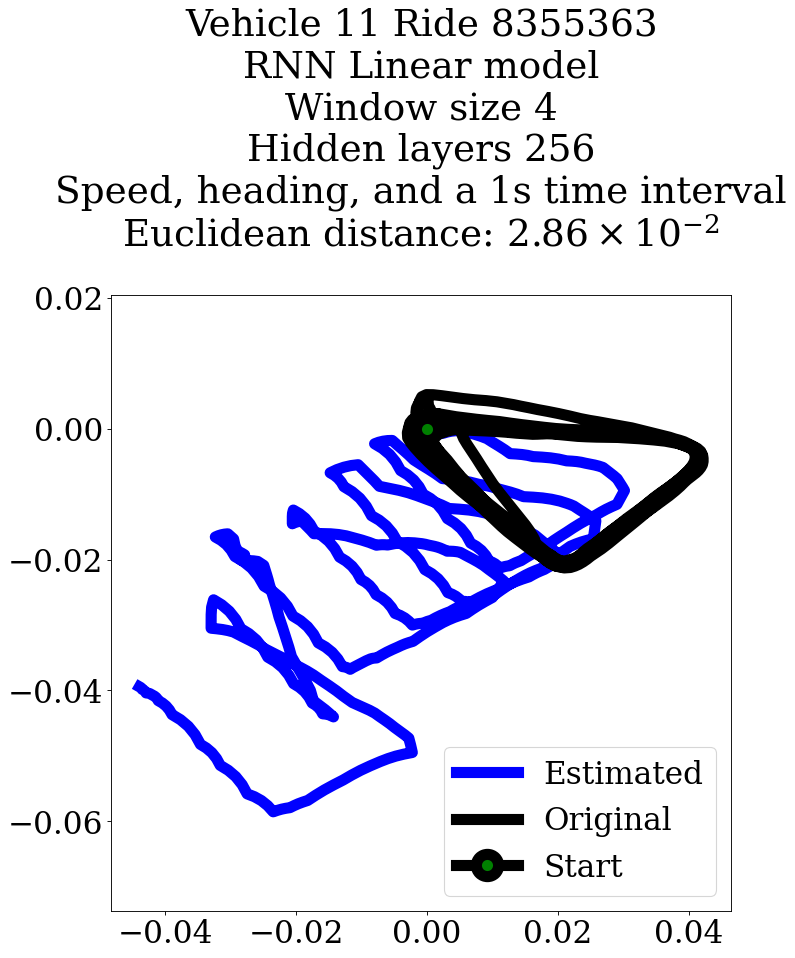 Vehicle 11 Ride 8355363
RNN Linear model
Window size 4
Hidden layers 256
Speed, heading, and a 1s time interval
Euclidean distance: 2.86 × 10⁻²
0.02
0.00
−0.02
−0.04
−0.06
Estimated
Original
Start
−0.04 −0.02 0.00 0.02 0.04